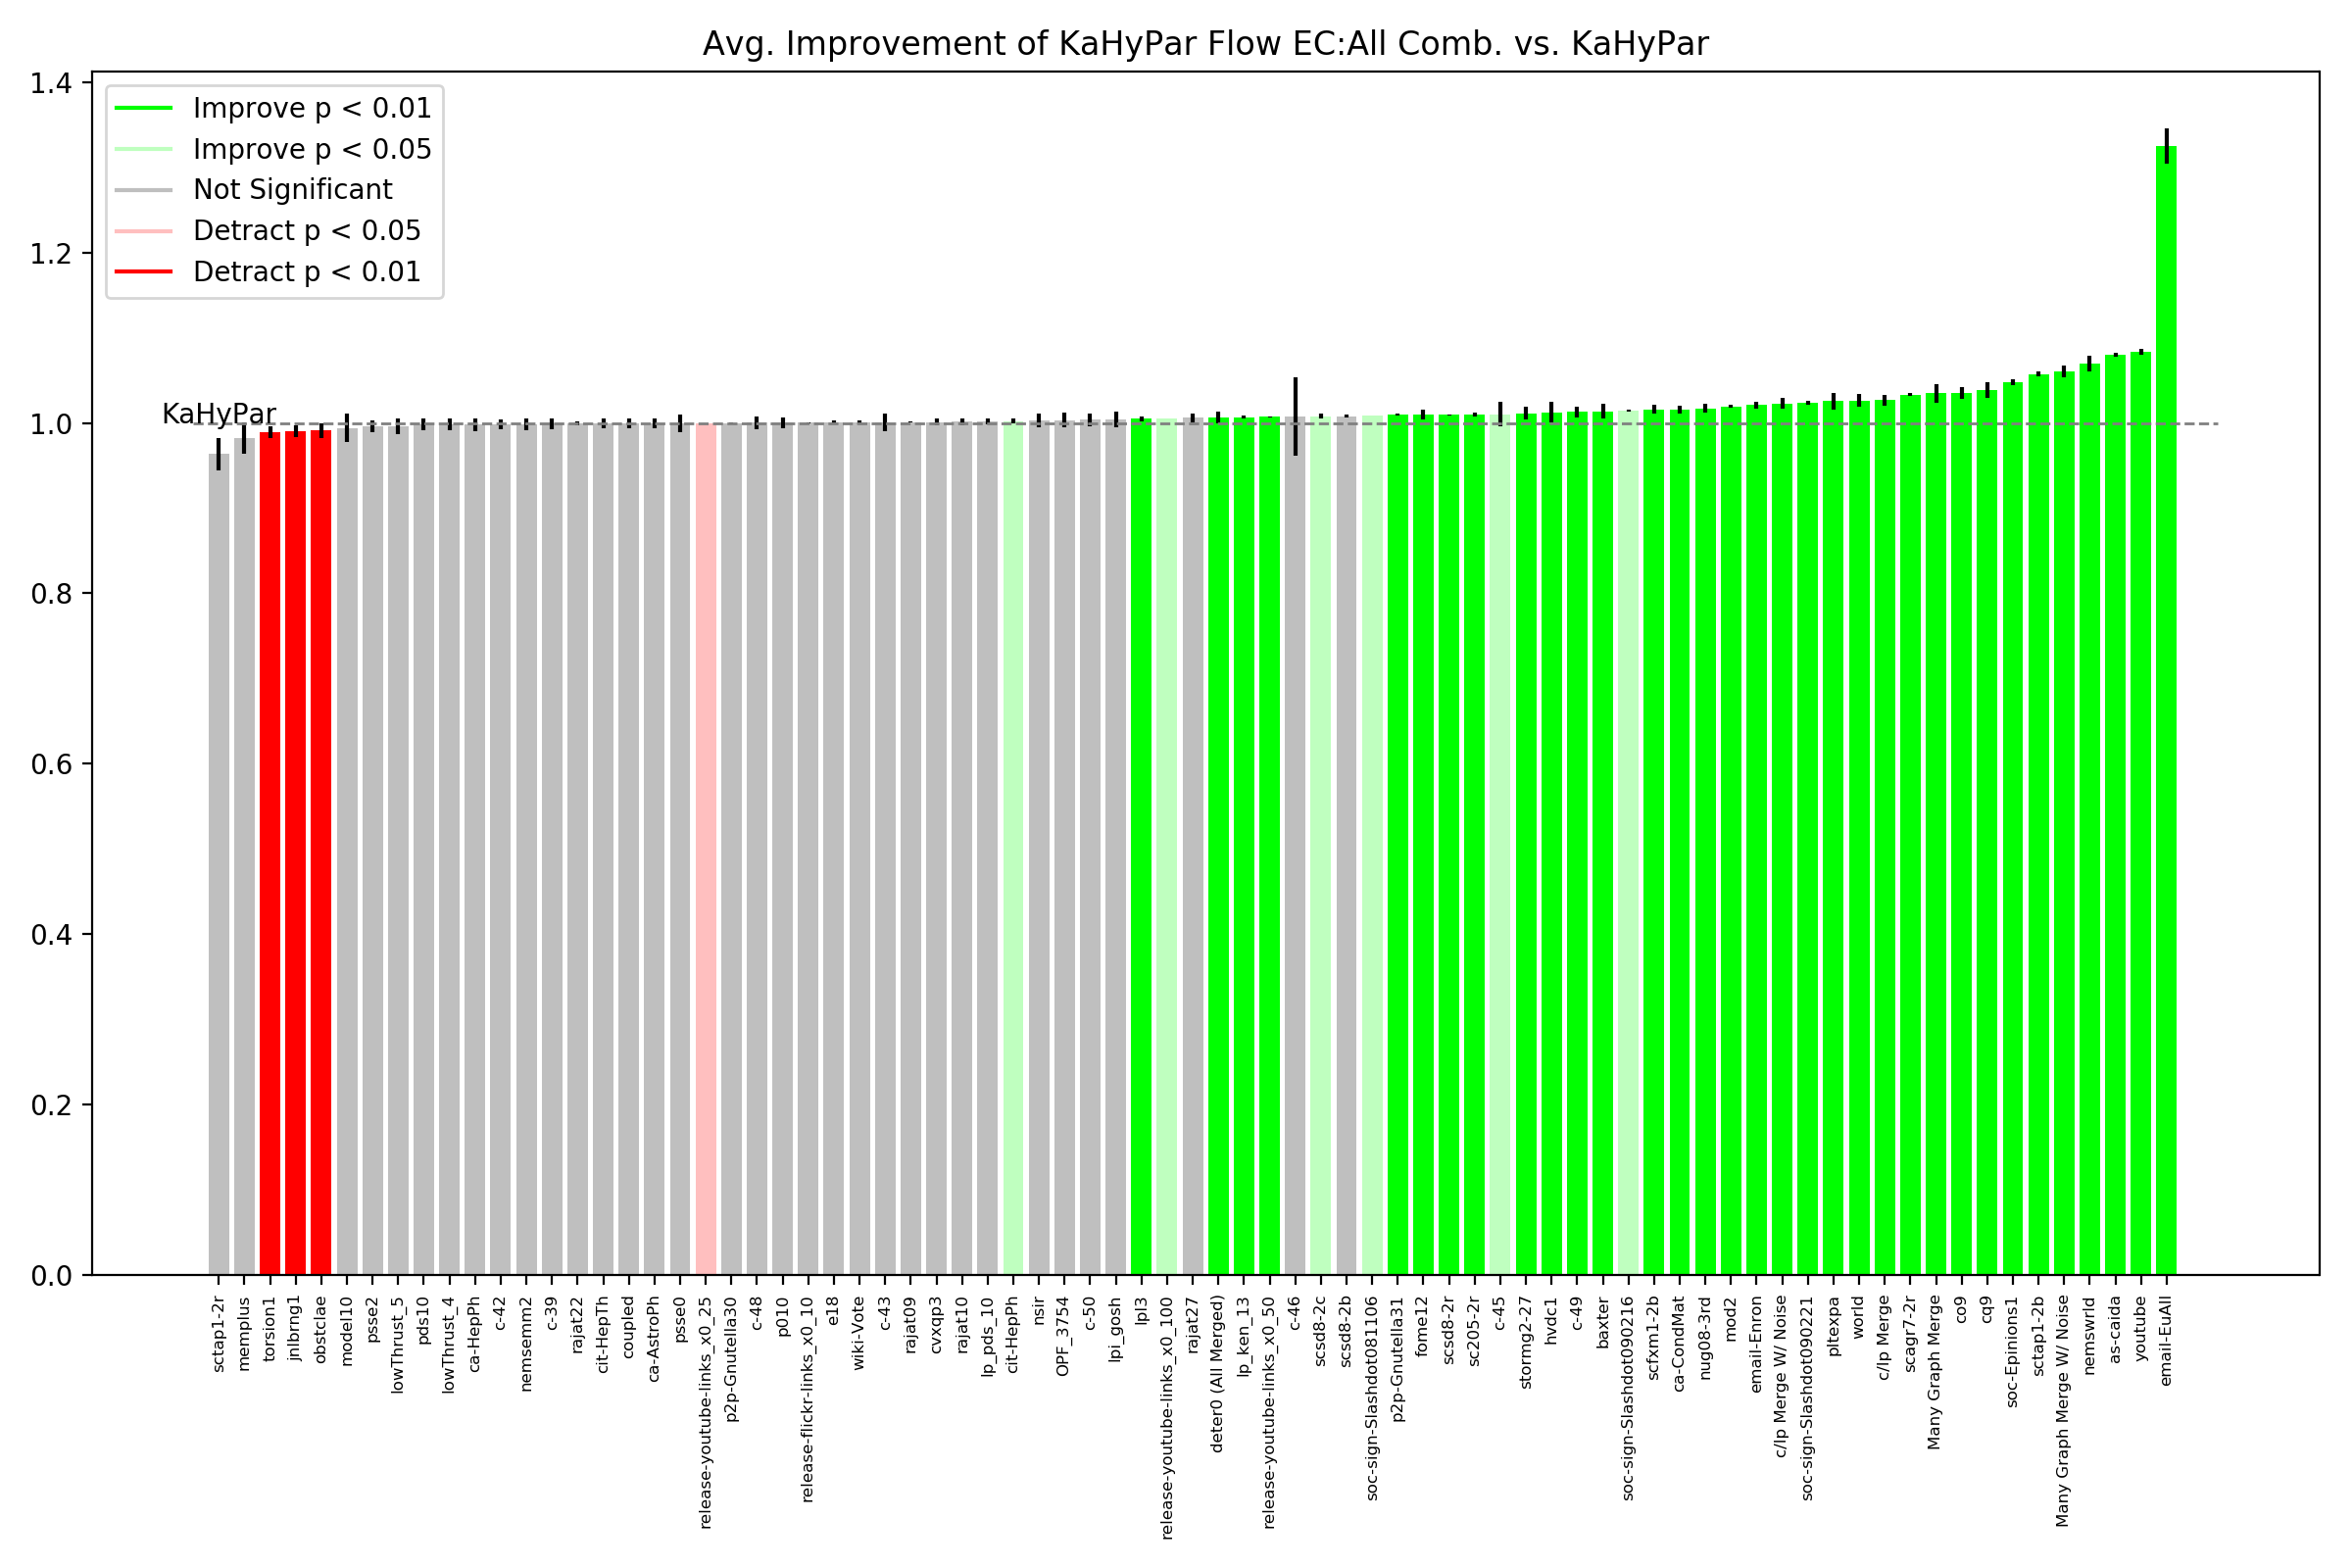 Avg. Improvement of KaHyPar Flow EC:All Comb. vs. KaHyPar
1.4
1.2
1.0
0.8
0.6
0.4
0.2
0.0
Improve p < 0.01
Improve p < 0.05
Not Significant
Detract p < 0.05
Detract p < 0.01
KaHyPar
sctap1-2r
memplus
torsion1
jnlbrng1
obstclae
model10
psse2
lowThrust_5
pds10
lowThrust_4
ca-HepPh
c-42
nemsemm2
c-39
rajat22
cit-HepTh
coupled
ca-AstroPh
psse0
release-youtube-links_x0_25
p2p-Gnutella30
c-48
p010
release-flickr-links_x0_10
e18
wiki-Vote
c-43
rajat09
cvxqp3
rajat10
lp_pds_10
cit-HepPh
nsir
OPF_3754
c-50
lpi_gosh
lpl3
release-youtube-links_x0_100
rajat27
deter0 (All Merged)
lp_ken_13
release-youtube-links_x0_50
c-46
scsd8-2c
scsd8-2b
soc-sign-Slashdot081106
p2p-Gnutella31
fome12
scsd8-2r
sc205-2r
c-45
stormg2-27
hvdc1
c-49
baxter
soc-sign-Slashdot090216
scfxm1-2b
ca-CondMat
nug08-3rd
mod2
email-Enron
c/lp Merge W/ Noise
soc-sign-Slashdot090221
pltexpa
world
c/lp Merge
scagr7-2r
Many Graph Merge
co9
cq9
soc-Epinions1
sctap1-2b
Many Graph Merge W/ Noise
nemswrld
as-caida
youtube
email-EuAll